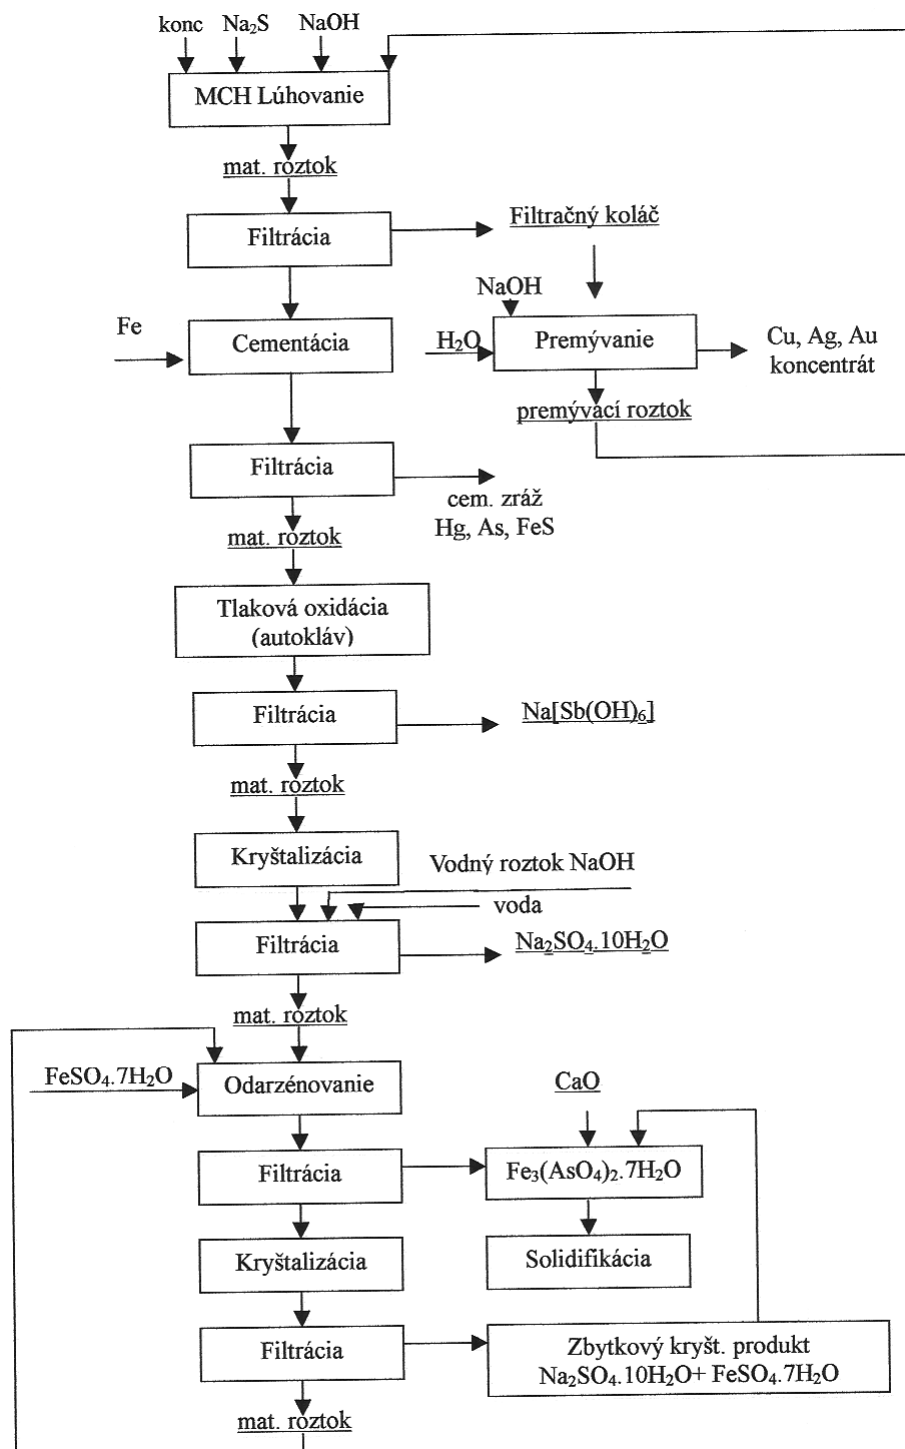 konc Na₂S NaOH
MCH Lúhovanie
mat. roztok
Filtrácia
Filtračný koláč
NaOH
Fe
Cementácia
H₂O
Premývanie
Cu, Ag, Au
koncentrát
premývací roztok
Filtrácia
cem. zráž
Hg, As, FeS
mat. roztok
Tlaková oxidácia
(autokláv)
Filtrácia
Na[Sb(OH)₆]
mat. roztok
Kryštalizácia
Vodný roztok NaOH
voda
Filtrácia
Na₂SO₄.10H₂O
mat. roztok
FeSO₄.7H₂O
Odarzénovanie
CaO
Filtrácia
Fe₃(AsO₄)₂.7H₂O
Kryštalizácia
Solidifikácia
Filtrácia
Zbytkový kryšt. produkt
Na₂SO₄.10H₂O+ FeSO₄.7H₂O
mat. roztok